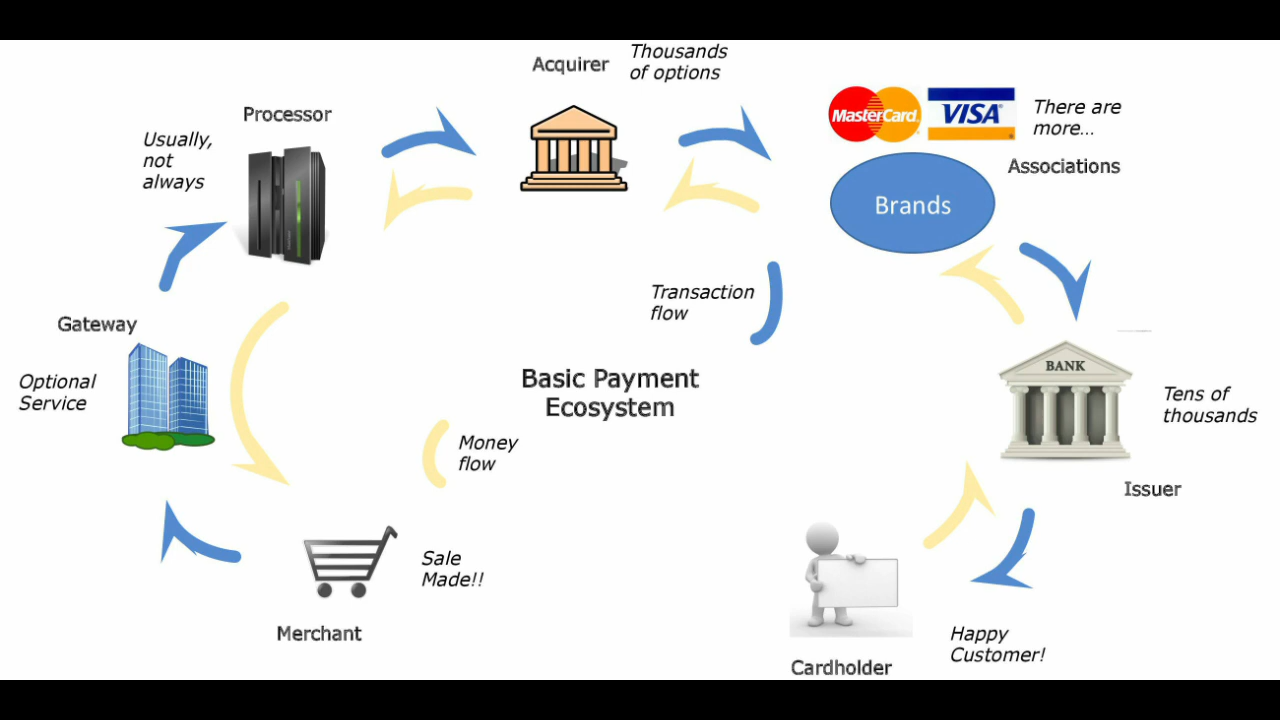 Acquirer
Thousands
of options
Processor
Usually,
not
always
MasterCard
VISA
There are
more...
Associations
Brands
Transaction
flow
Gateway
Optional
Service
Basic Payment
Ecosystem
BANK
Tens of
thousands
Money
flow
Issuer
Sale
Made!!
Merchant
Happy
Customer!
Cardholder